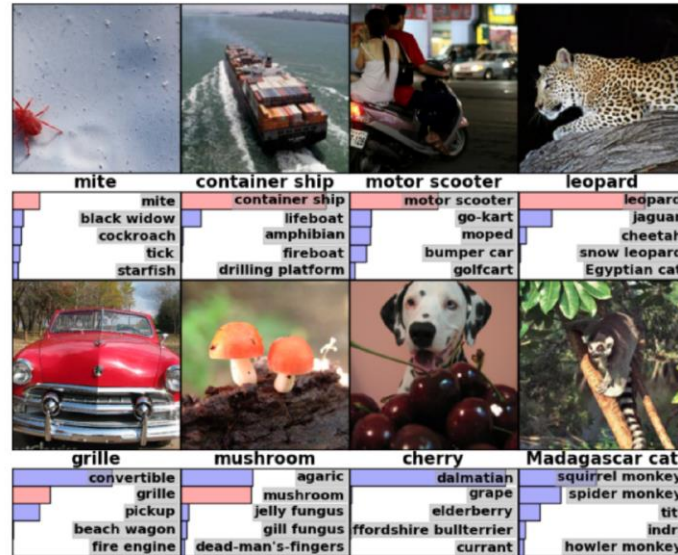 mite
container ship
motor scooter
leopard
mite
black widow
cockroach
tick
starfish
container ship
lifeboat
amphibian
fireboat
drilling platform
motor scooter
go-kart
moped
bumper car
golfcart
leopard
jaguar
cheetah
snow leopard
Egyptian cat
grille
mushroom
cherry
Madagascar cat
convertible
grille
pickup
beach wagon
fire engine
agaric
mushroom
jelly fungus
gill fungus
dead-man's-fingers
dalmatian
grape
elderberry
ffordshire bullterrier
currant
squirrel monkey
spider monkey
titi
indri
howler monkey